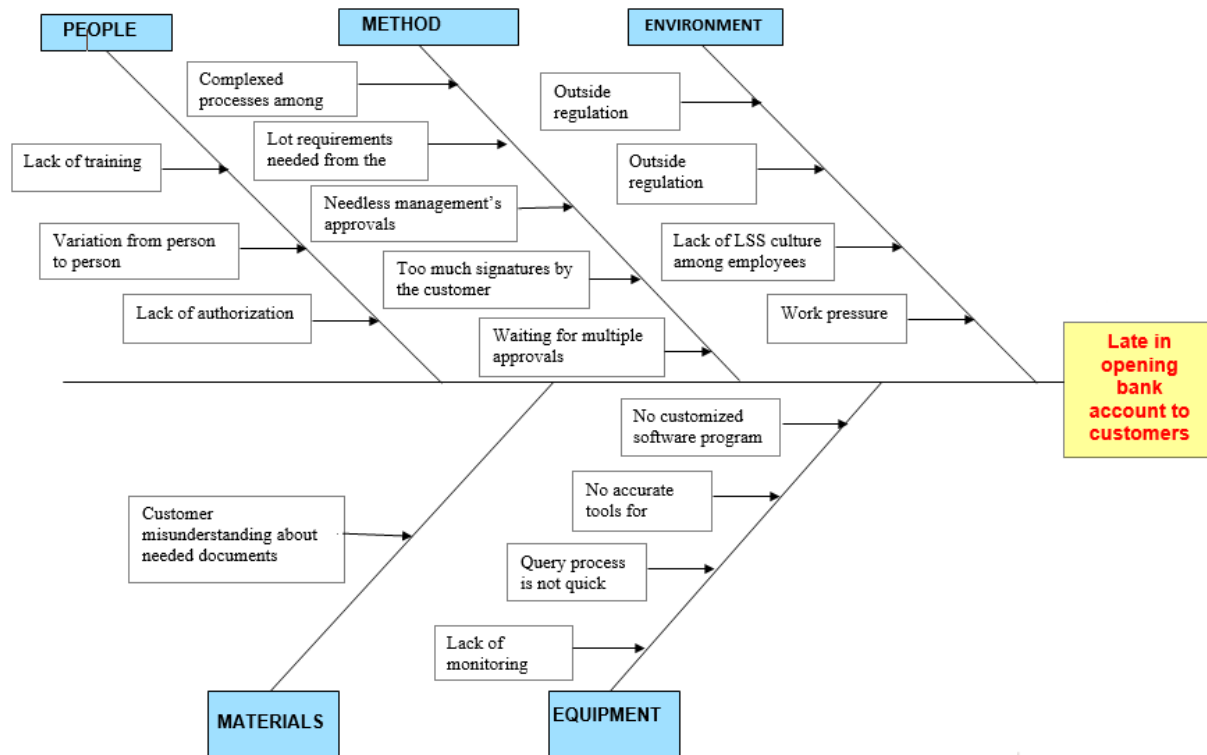 PEOPLE
METHOD
ENVIRONMENT
Complexed
processes among
Outside
regulation
Lot requirements
needed from the
Lack of training
Outside
regulation
Needless management’s
approvals
Variation from person
to person
Lack of LSS culture
among employees
Too much signatures by
the customer
Lack of authorization
Work pressure
Waiting for multiple
approvals
Late in
opening
bank
account to
customers
No customized
software program
No accurate
tools for
Customer
misunderstanding about
needed documents
Query process
is not quick
Lack of
monitoring
MATERIALS
EQUIPMENT